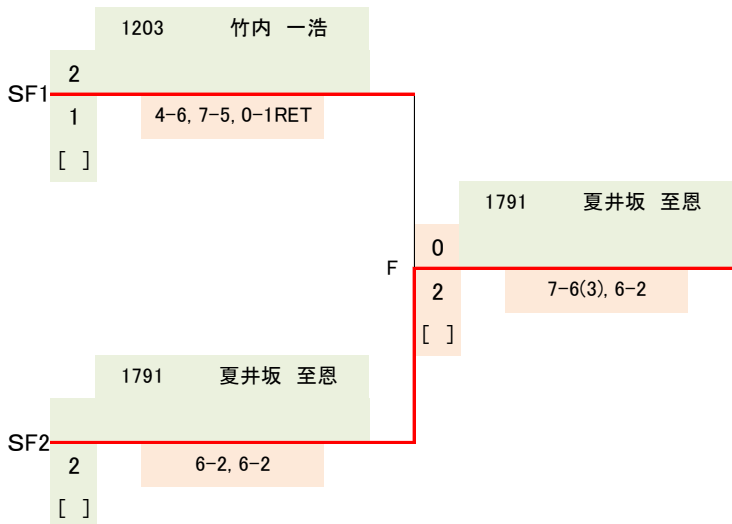 1203 竹内 一浩
2
SF1
1 4-6, 7-5, 0-1RET
[ ]
1791 夏井坂 至恩
0
F
2 7-6(3), 6-2
[ ]
1791 夏井坂 至恩
SF2
2 6-2, 6-2
[ ]